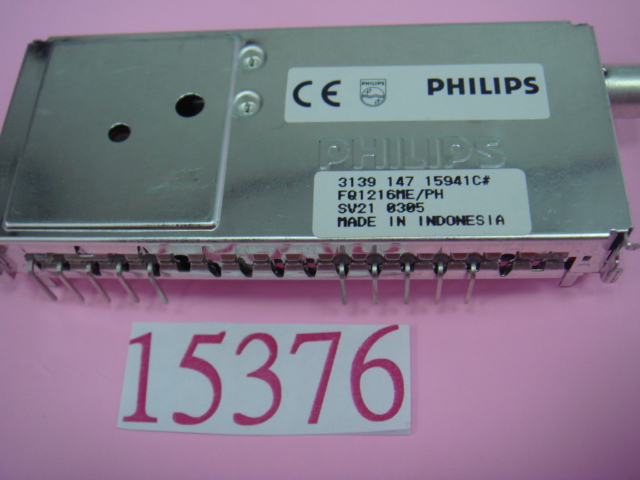 CE PHILIPS
PHILIPS
3139 147 15941C#
FQ1216ME/PH
SV21 0305
MADE IN INDONESIA
15376